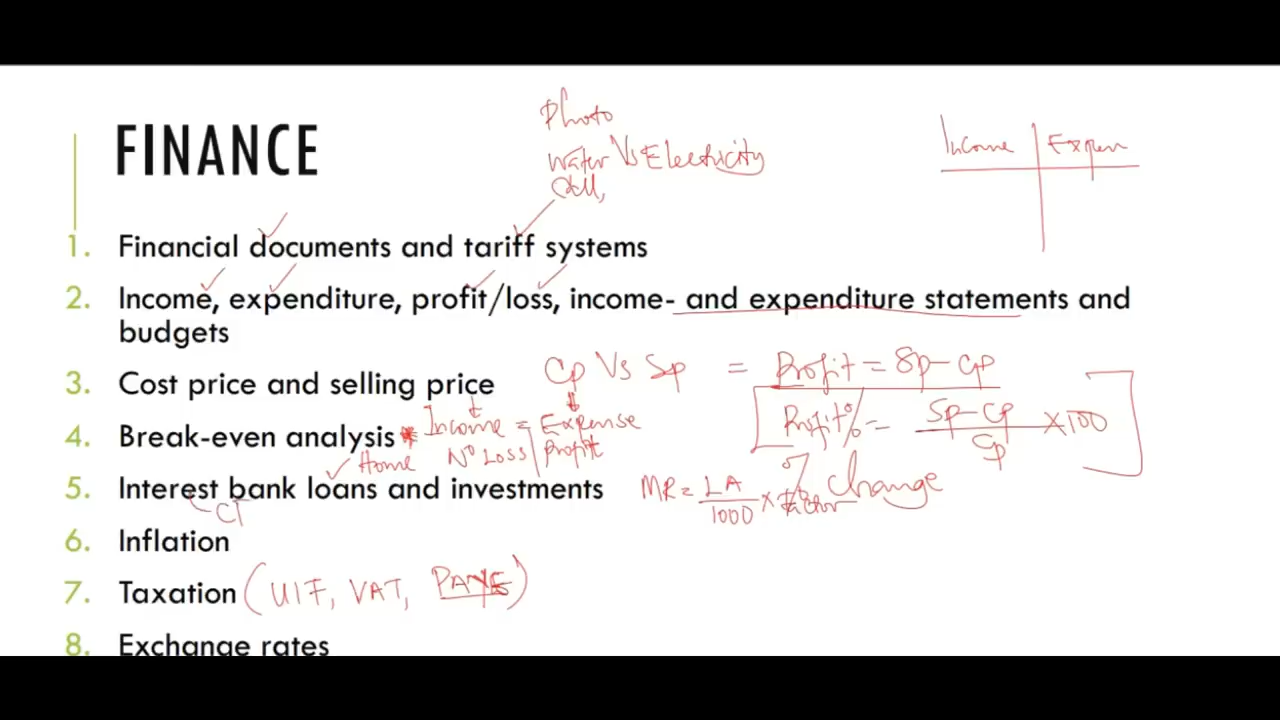 Photo
FINANCE
Water Vs Electricity
Income Expen
Cell,
1. Financial documents and tariff systems
2. Income, expenditure, profit/loss, income- and expenditure statements and
budgets
3. Cost price and selling price
Cp Vs Sp = Profit = Sp - Cp
Profit% = Sp - Cp / Cp × 100
4. Break-even analysis
Income = Expense
No Loss Profit
Home
5. Interest bank loans and investments
MR = LA / 1000 × factor
% change
CI
6. Inflation
7. Taxation (UIF, VAT, PAYE)
8. Exchange rates